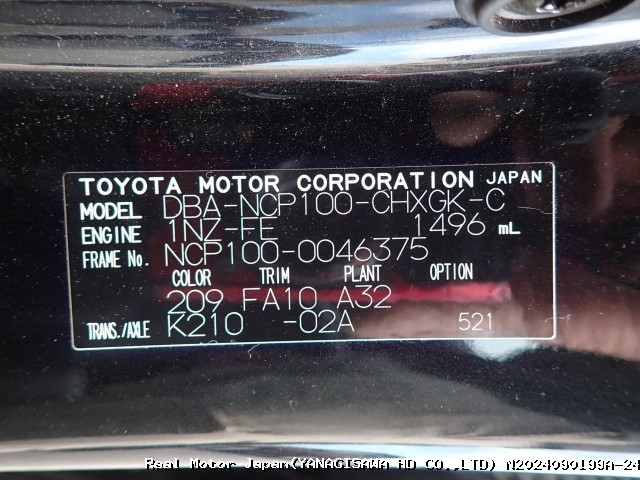 TOYOTA MOTOR CORPORATION JAPAN
MODEL DBA-NCP100-CHXGK-C
ENGINE 1NZ-FE 1496 mL
FRAME No. NCP100-0046375
COLOR TRIM PLANT OPTION
209 FA10 A32
TRANS./AXLE K210 -02A 521
Real Motor Japan(YANAGISAWA HD CO.,LTD) N2024090199A-24